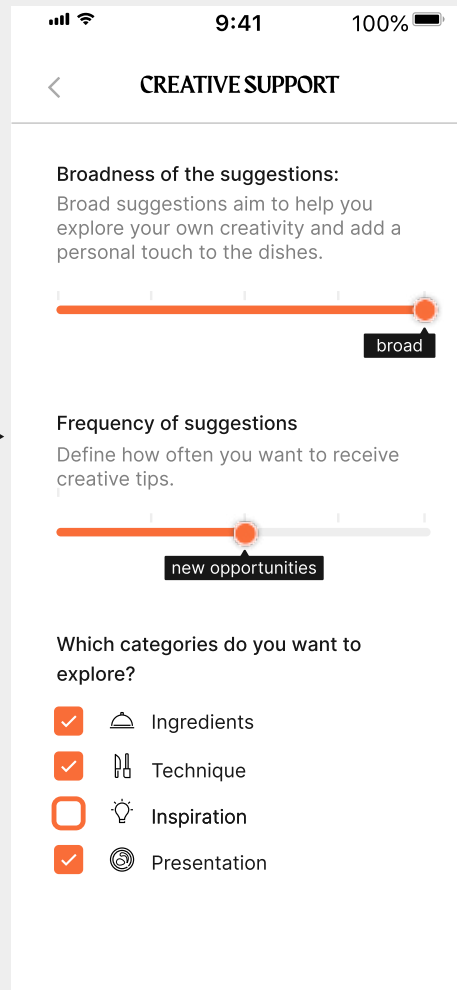 9:41
100%
CREATIVE SUPPORT
Broadness of the suggestions:
Broad suggestions aim to help you
explore your own creativity and add a
personal touch to the dishes.
broad
Frequency of suggestions
Define how often you want to receive
creative tips.
new opportunities
Which categories do you want to
explore?
Ingredients
Technique
Inspiration
Presentation